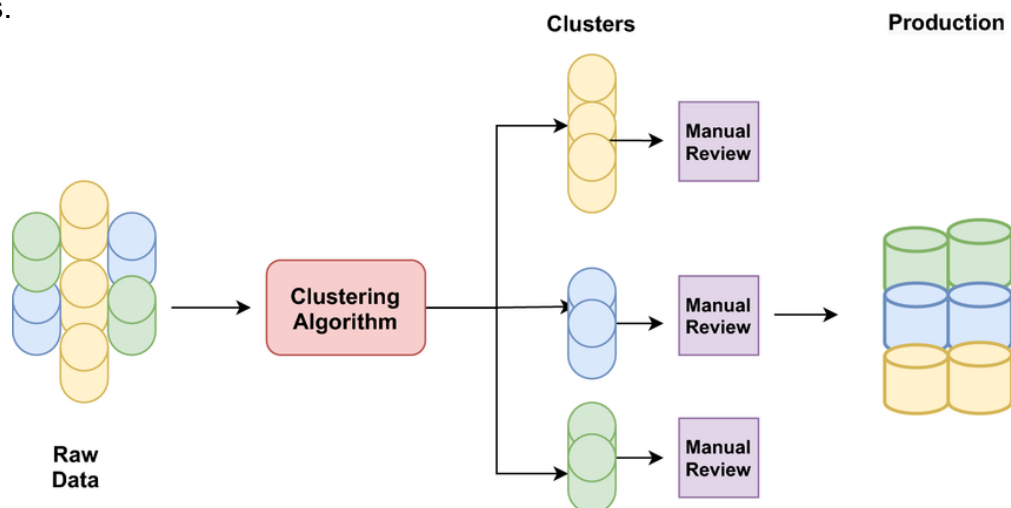 s.
Clusters
Production
Manual
Review
Clustering
Algorithm
Manual
Review
Manual
Review
Raw
Data